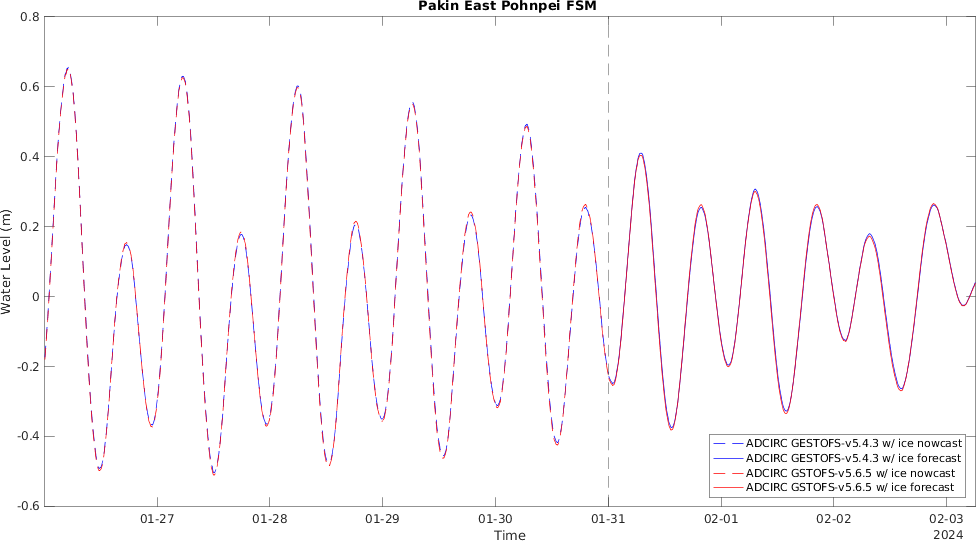 Pakin East Pohnpei FSM
0.8
0.6
0.4
0.2
0
-0.2
-0.4
-0.6
Water Level (m)
ADCIRC GESTOFS-v5.4.3 w/ ice nowcast
ADCIRC GESTOFS-v5.4.3 w/ ice forecast
ADCIRC GSTOFS-v5.6.5 w/ ice nowcast
ADCIRC GSTOFS-v5.6.5 w/ ice forecast
01-27 01-28 01-29 01-30 01-31 02-01 02-02 02-03
Time 2024